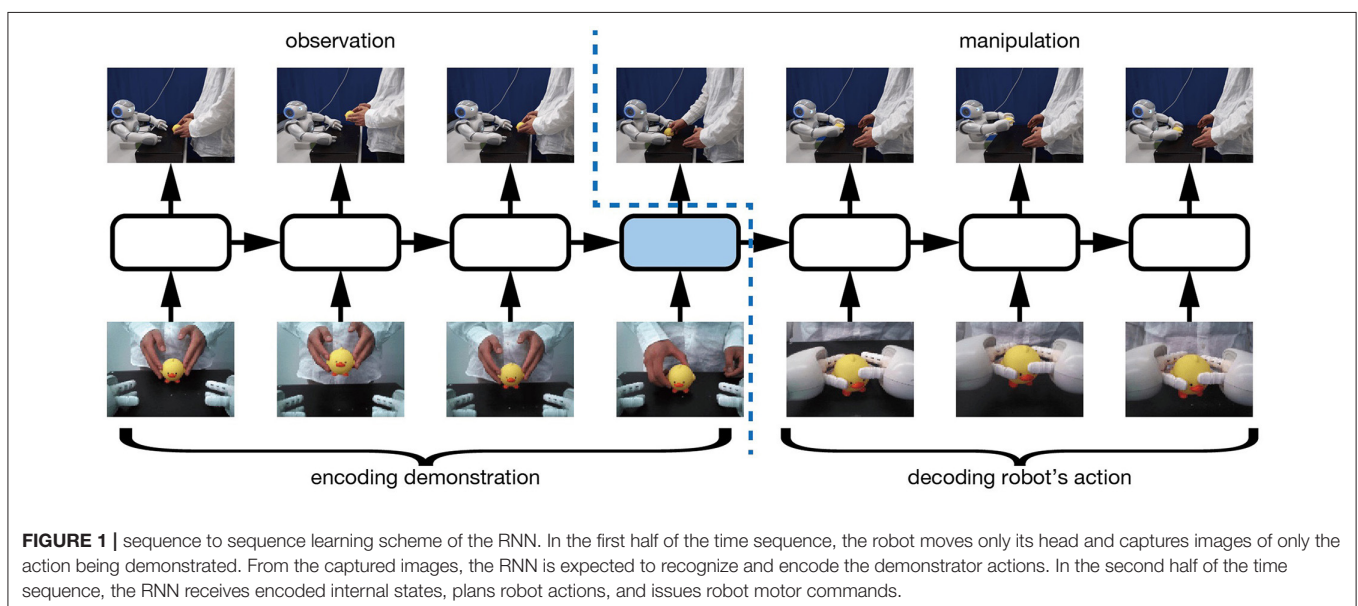 observation
manipulation
encoding demonstration
decoding robot's action
FIGURE 1 | sequence to sequence learning scheme of the RNN. In the first half of the time sequence, the robot moves only its head and captures images of only the
action being demonstrated. From the captured images, the RNN is expected to recognize and encode the demonstrator actions. In the second half of the time
sequence, the RNN receives encoded internal states, plans robot actions, and issues robot motor commands.